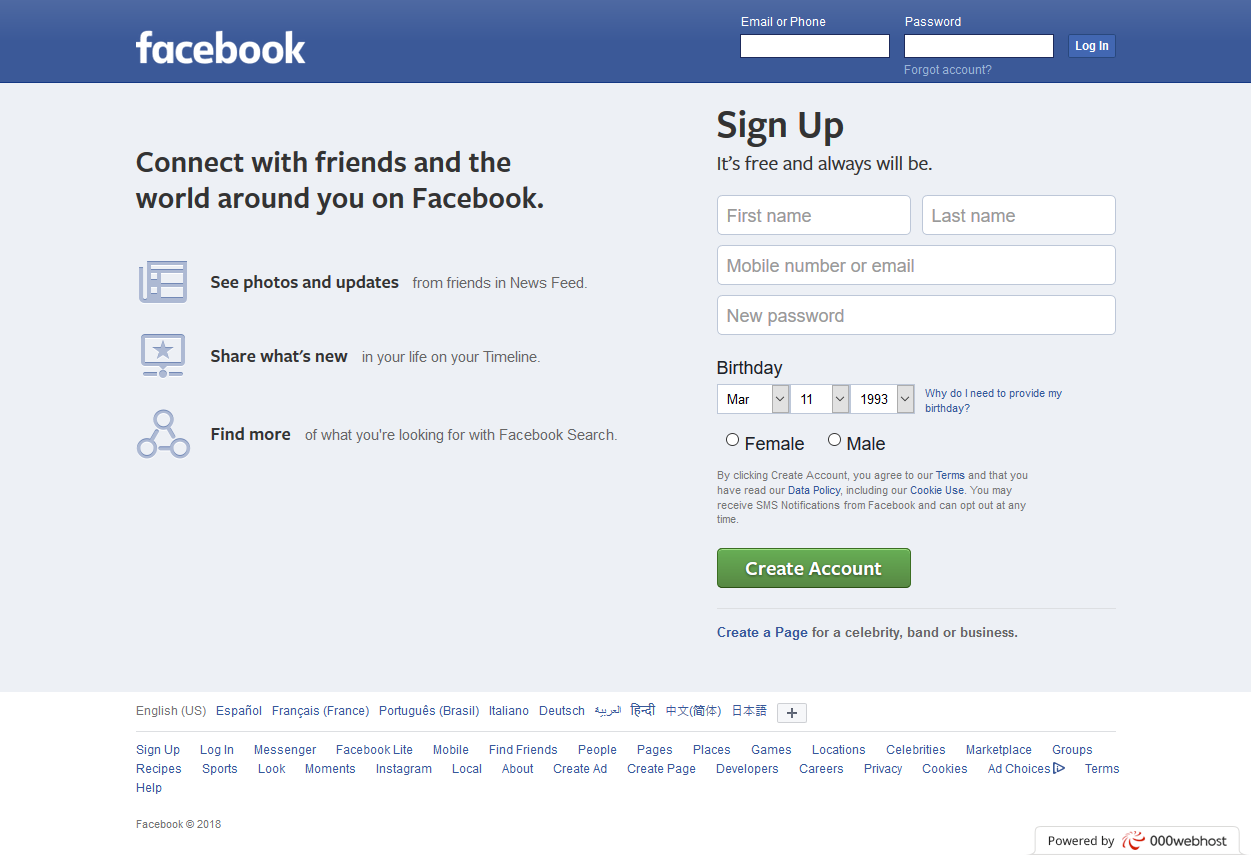 facebook
Email or Phone
Password
Log In
Forgot account?
Connect with friends and the
world around you on Facebook.
See photos and updates from friends in News Feed.
Share what's new in your life on your Timeline.
Find more of what you're looking for with Facebook Search.
Sign Up
It's free and always will be.
First name Last name
Mobile number or email
New password
Birthday
Mar 11 1993
Why do I need to provide my
birthday?
Female Male
By clicking Create Account, you agree to our Terms and that you
have read our Data Policy, including our Cookie Use. You may
receive SMS Notifications from Facebook and can opt out at any
time.
Create Account
Create a Page for a celebrity, band or business.
English (US) Español Français (France) Português (Brasil) Italiano Deutsch العربية हिन्दी 中文(简体) 日本語 +
Sign Up Log In Messenger Facebook Lite Mobile Find Friends People Pages Places Games Locations Celebrities Marketplace Groups
Recipes Sports Look Moments Instagram Local About Create Ad Create Page Developers Careers Privacy Cookies Ad Choices Terms
Help
Facebook © 2018
Powered by 000webhost